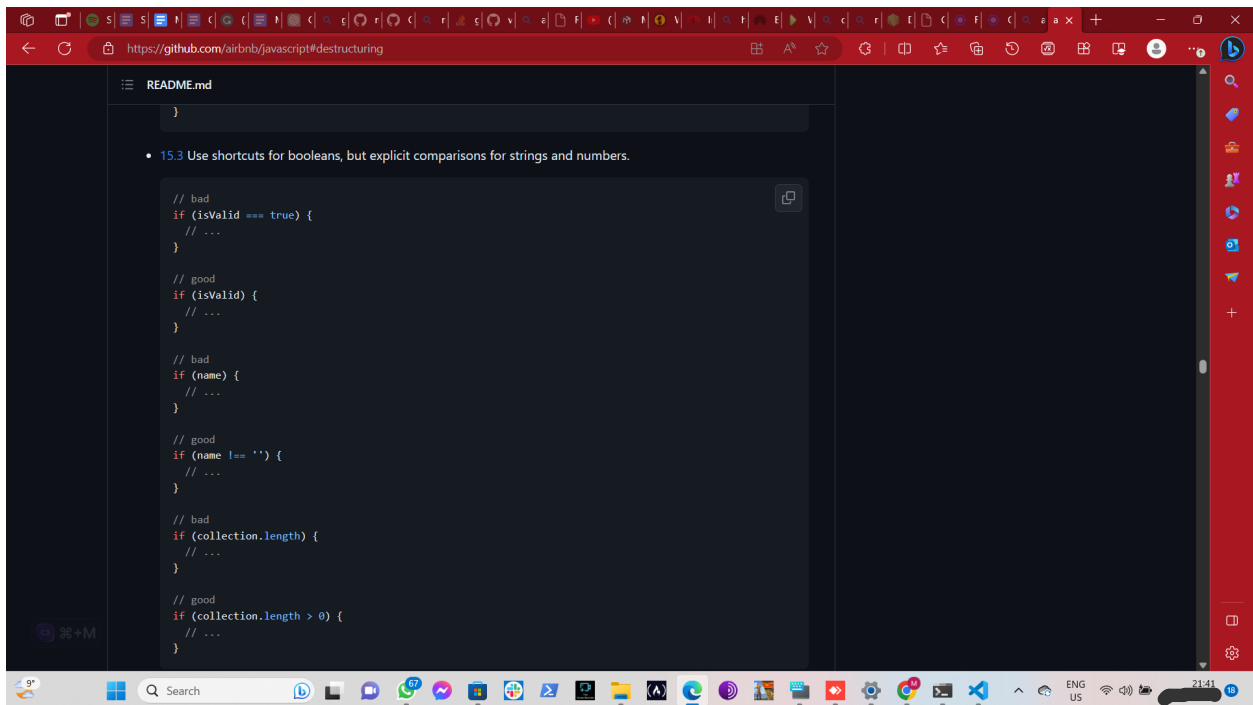 https://github.com/airbnb/javascript#destructuring
README.md
}
• 15.3 Use shortcuts for booleans, but explicit comparisons for strings and numbers.
// bad
if (isValid === true) {
// ...
}
// good
if (isValid) {
// ...
}
// bad
if (name) {
// ...
}
// good
if (name !== '') {
// ...
}
// bad
if (collection.length) {
// ...
}
// good
if (collection.length > 0) {
// ...
}
⌘+M
9°
Search
67
ENG
US
21:41
18